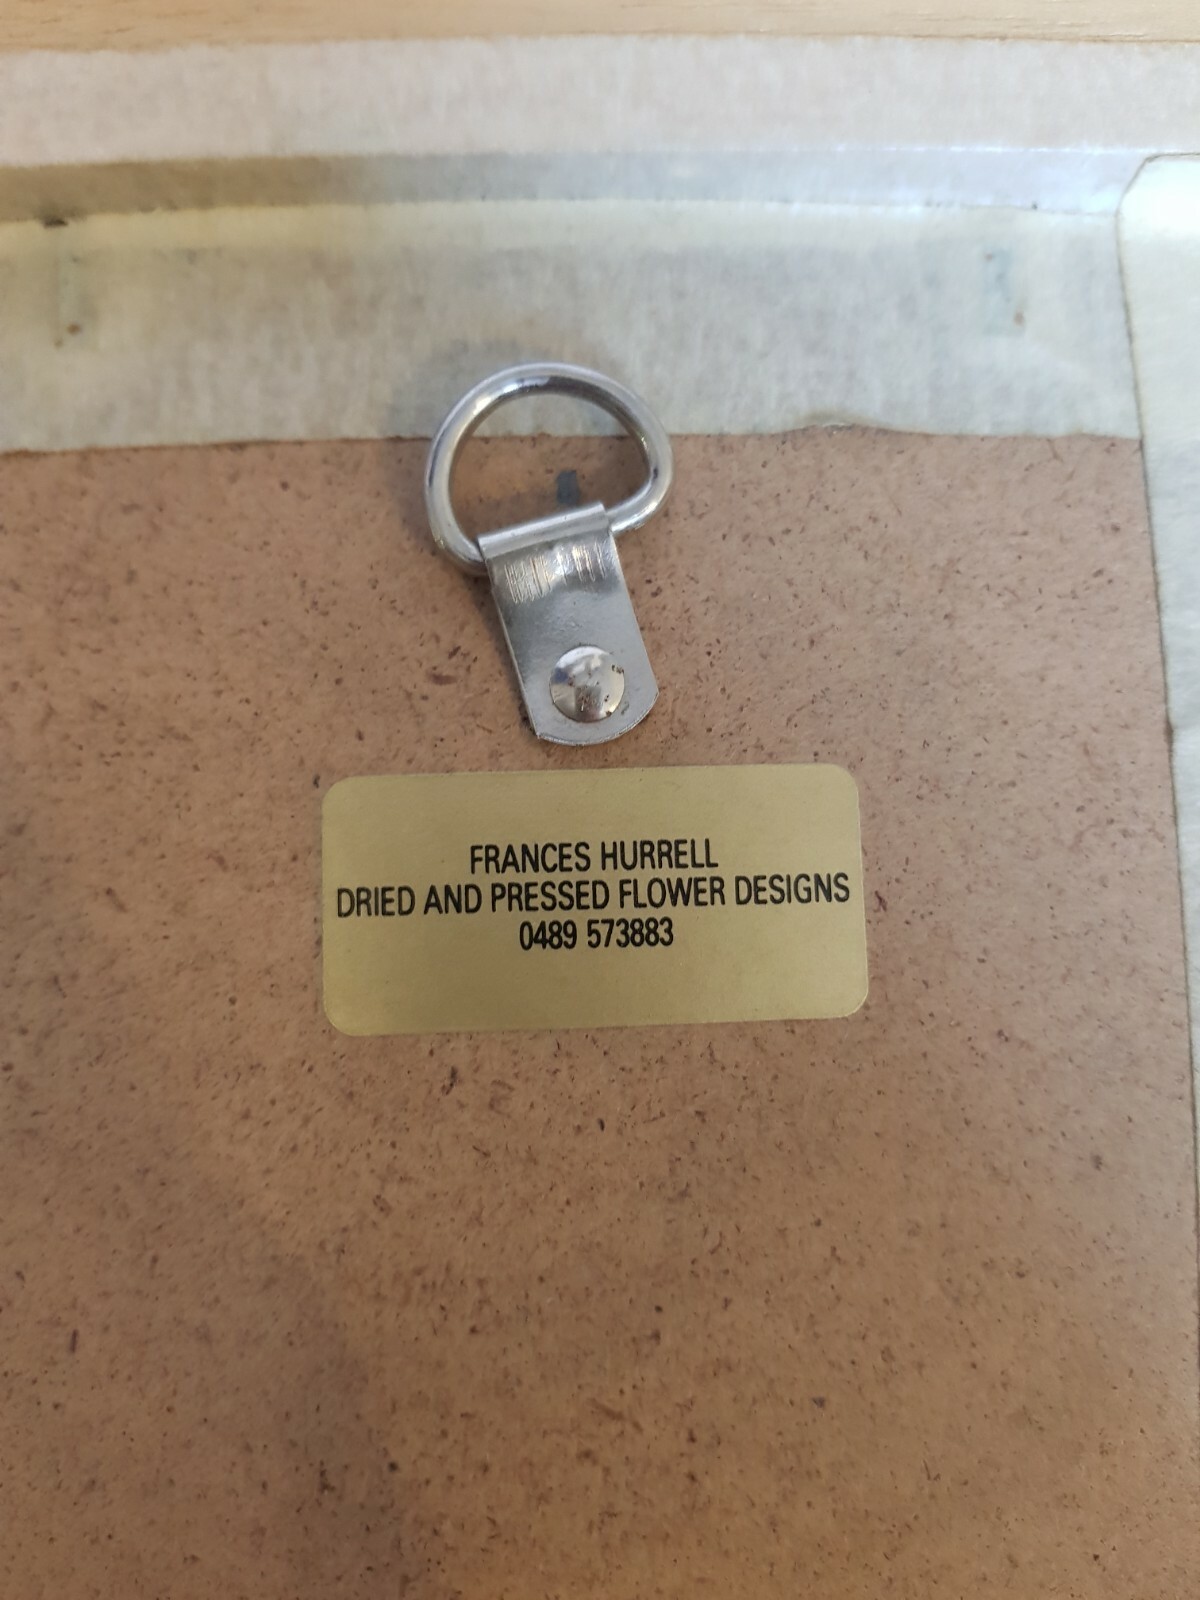 FRANCES HURRELL
DRIED AND PRESSED FLOWER DESIGNS
0489 573883